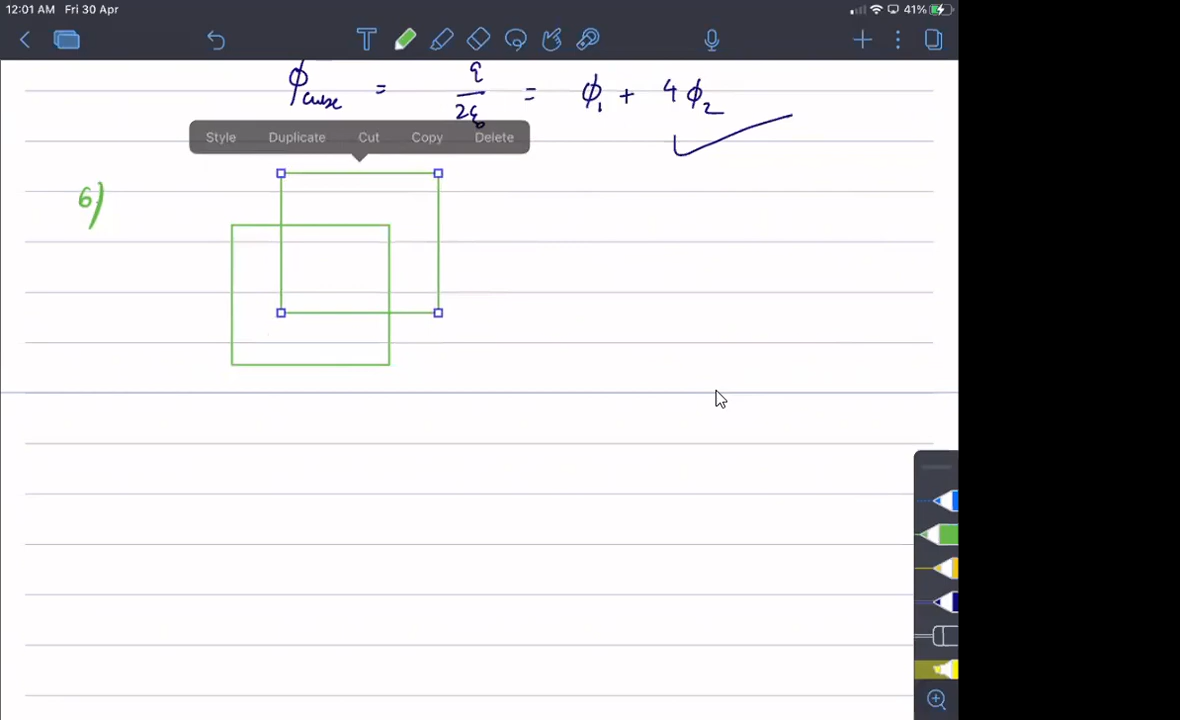 12:01 AM Fri 30 Apr 41%
ϕcube = q/2ε₀ = ϕ₁ + 4ϕ₂
Style Duplicate Cut Copy Delete
6)